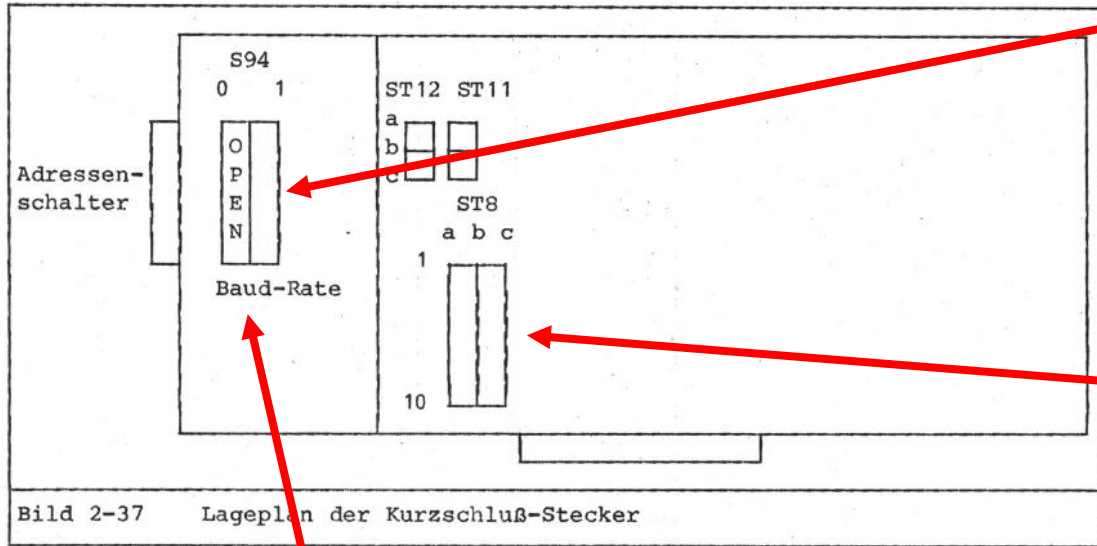 S94
0 1
ST12 ST11
a
b
c
O
P
E
N
Adressen-
schalter
ST8
a b c
1
Baud-Rate
10
Bild 2-37 Lageplan der Kurzschluß-Stecker